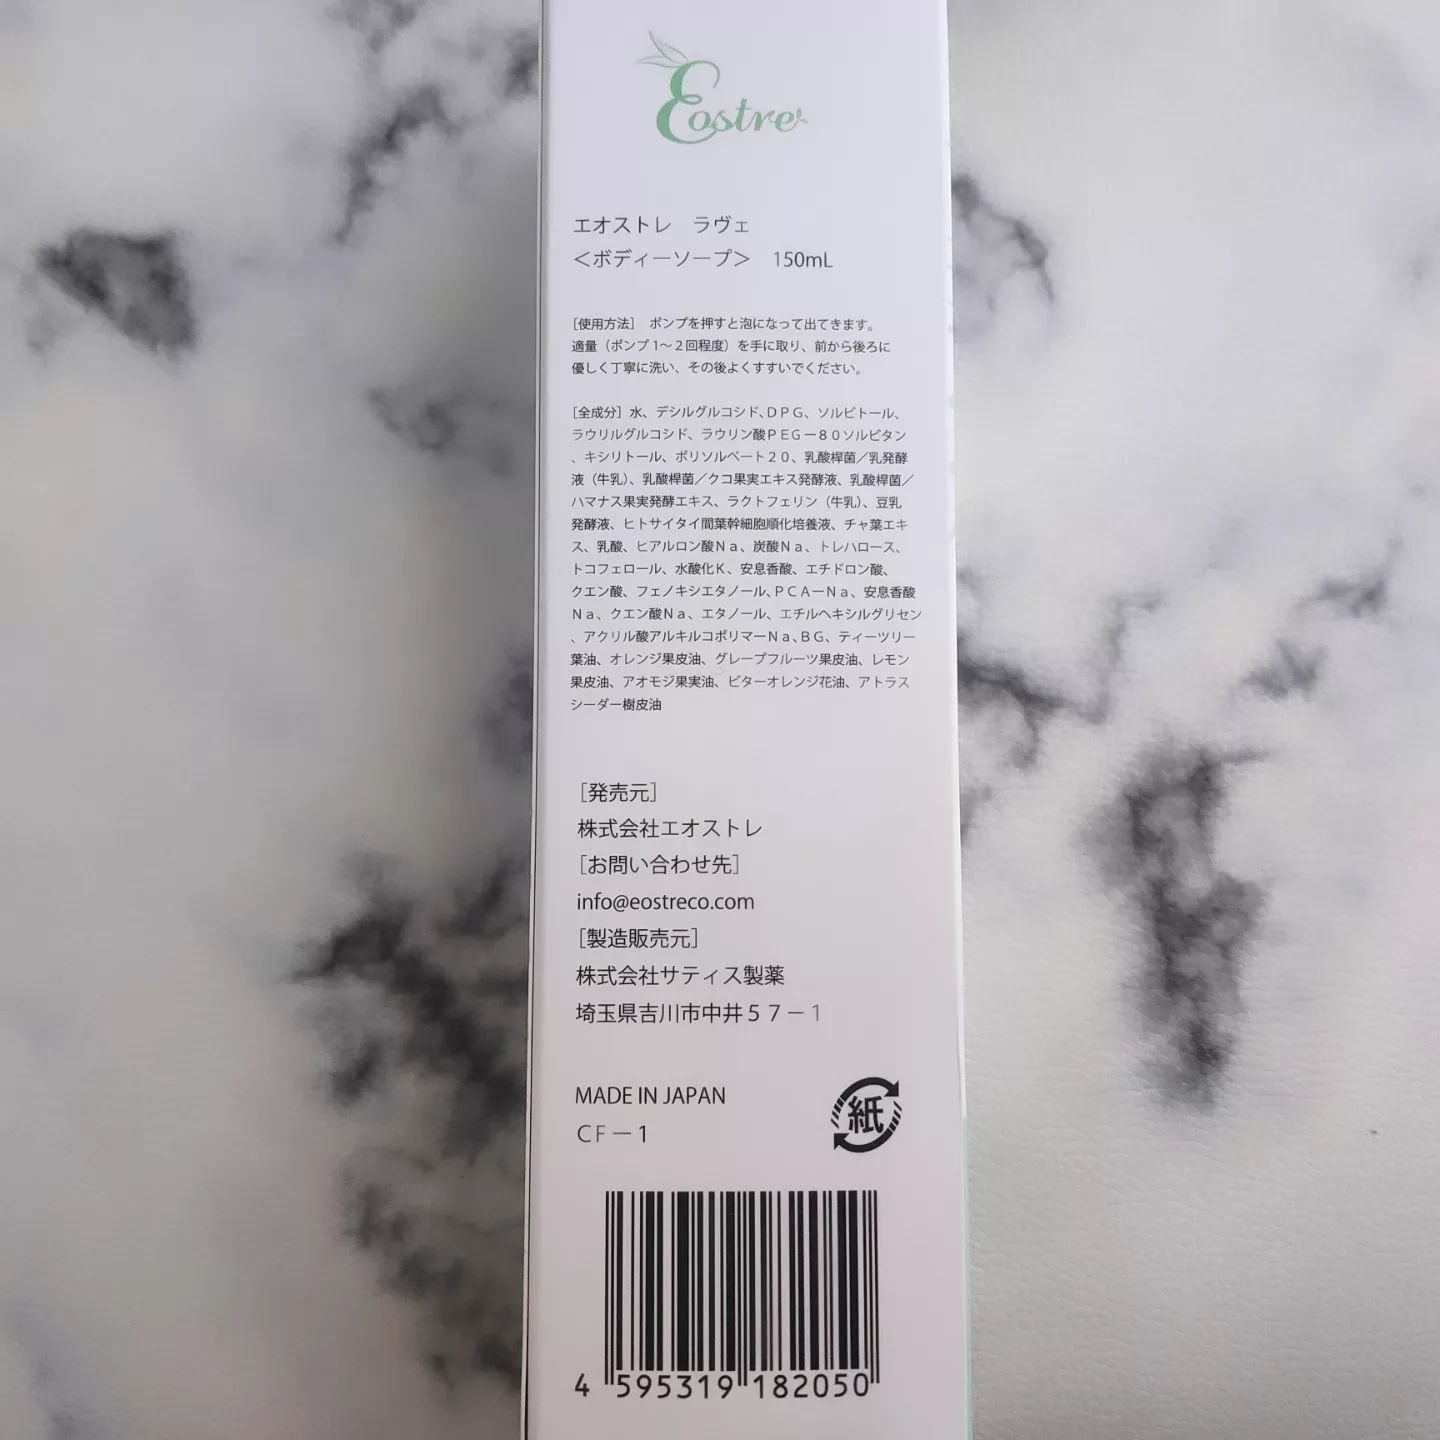 Eostre
エオストレ　ラヴェ
＜ボディーソープ＞　150mL
［使用方法］　ポンプを押すと泡になって出てきます。
適量（ポンプ1～２回程度）を手に取り、前から後ろに
優しく丁寧に洗い、その後よくすすいでください。
［全成分］水、デシルグルコシド、ＤＰＧ、ソルビトール、
ラウリルグルコシド、ラウリン酸ＰＥＧ－８０ソルビタン
、キシリトール、ポリソルベート２０、乳酸桿菌／乳発酵
液（牛乳）、乳酸桿菌／クコ果実エキス発酵液、乳酸桿菌／
ハマナス果実発酵エキス、ラクトフェリン（牛乳）、豆乳
発酵液、ヒトサイタイ間葉幹細胞順化培養液、チャ葉エキ
ス、乳酸、ヒアルロン酸Ｎａ、炭酸Ｎａ、トレハロース、
トコフェロール、水酸化Ｋ、安息香酸、エチドロン酸、
クエン酸、フェノキシエタノール、ＰＣＡ－Ｎａ、安息香酸
Ｎａ、クエン酸Ｎａ、エタノール、エチルヘキシルグリセン
、アクリル酸アルキルコポリマーＮａ、ＢＧ、ティーツリー
葉油、オレンジ果皮油、グレープフルーツ果皮油、レモン
果皮油、アオモジ果実油、ビターオレンジ花油、アトラス
シーダー樹皮油
［発売元］
株式会社エオストレ
［お問い合わせ先］
info@eostreco.com
［製造販売元］
株式会社サティス製薬
埼玉県吉川市中井５７－１
MADE IN JAPAN
紙
ＣＦ－1
4 595319 182050